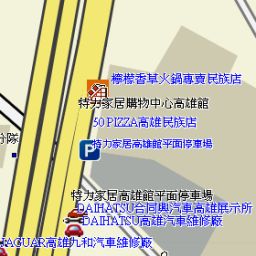 檸檬香草火鍋專賣民族店
特力家居購物中心高雄館
50 PIZZA高雄民族店
分隊
P
特力家居高雄館平面停車場
特力家居高雄館平面停車場
DAIHATSU合同興汽車高雄展示所
DAIHATSU高雄汽車維修廠
JAGUAR高雄九和汽車維修廠